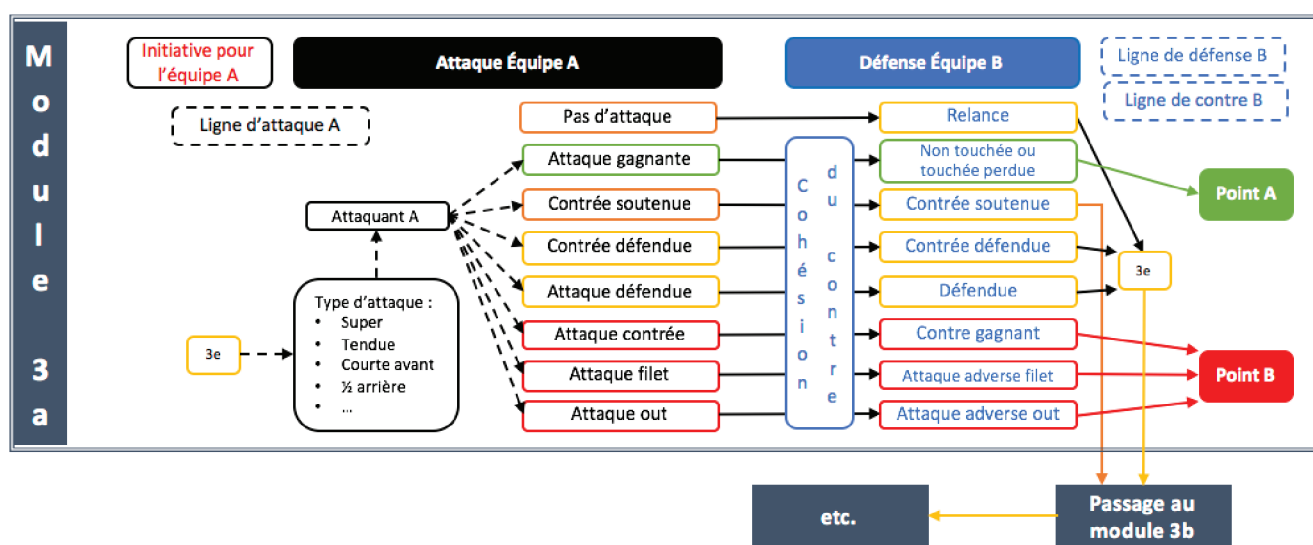 Module 3a
Initiative pour
l'équipe A
Attaque Équipe A
Défense Équipe B
Ligne de défense B
Ligne de contre B
Ligne d'attaque A
Pas d'attaque
Relance
Attaque gagnante
Non touchée ou
touchée perdue
Point A
Attaquant A
Contrée soutenue
Contrée soutenue
Contrée défendue
Contrée défendue
3e
Attaque défendue
Défendue
Cohésion
du contre
3e
Type d'attaque :
• Super
• Tendue
• Courte avant
• ½ arrière
• ...
Attaque contrée
Contre gagnant
Attaque filet
Attaque adverse filet
Point B
Attaque out
Attaque adverse out
etc.
Passage au
module 3b